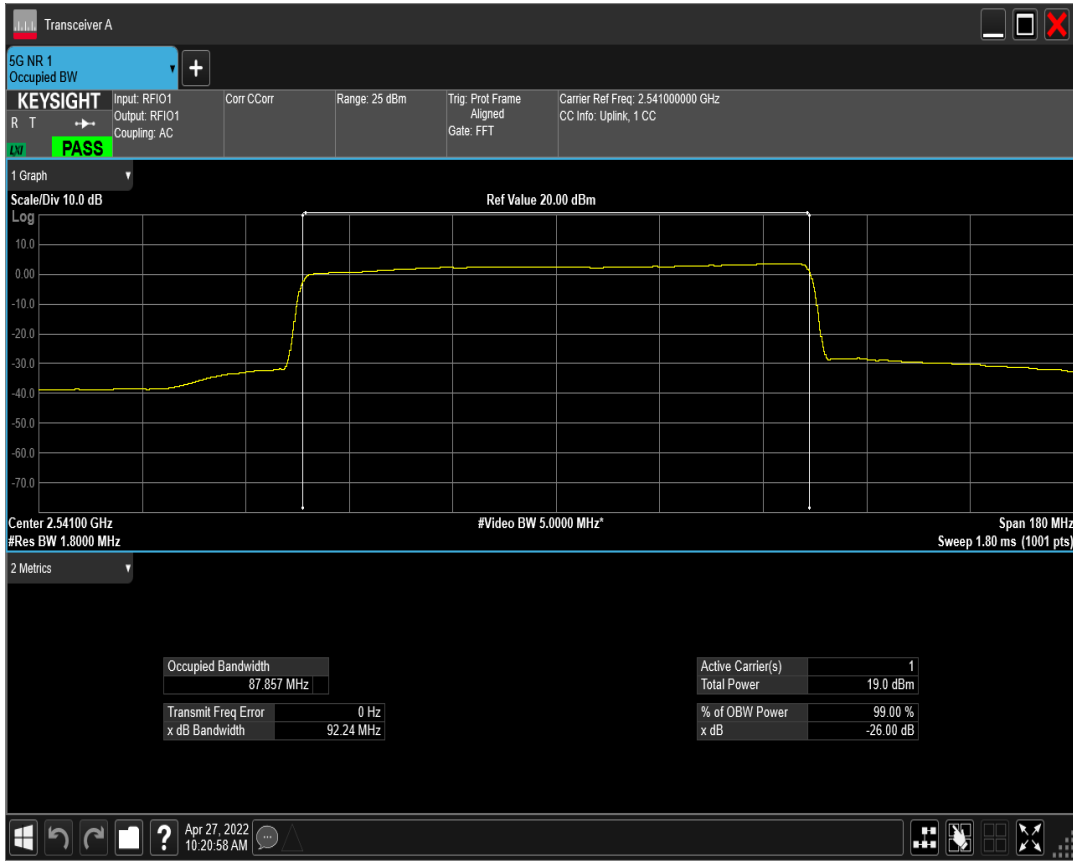 Transceiver A
5G NR 1
Occupied BW
+
KEYSIGHT
R T
LXI
PASS
Input: RFIO1
Output: RFIO1
Coupling: AC
Corr CCorr
Range: 25 dBm
Trig: Prot Frame
Aligned
Gate: FFT
Carrier Ref Freq: 2.541000000 GHz
CC Info: Uplink, 1 CC
1 Graph
Scale/Div 10.0 dB
Ref Value 20.00 dBm
Log
10.0
0.00
-10.0
-20.0
-30.0
-40.0
-50.0
-60.0
-70.0
Center 2.54100 GHz
#Video BW 5.0000 MHz*
Span 180 MHz
#Res BW 1.8000 MHz
Sweep 1.80 ms (1001 pts)
2 Metrics
Occupied Bandwidth
87.857 MHz
Transmit Freq Error 0 Hz
x dB Bandwidth 92.24 MHz
Active Carrier(s) 1
Total Power 19.0 dBm
% of OBW Power 99.00 %
x dB -26.00 dB
?
Apr 27, 2022
10:20:58 AM